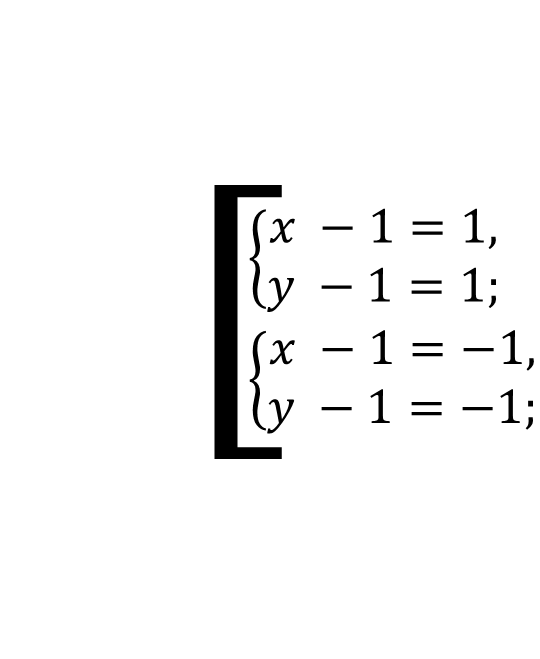 x − 1 = 1,
y − 1 = 1;
x − 1 = −1,
y − 1 = −1;